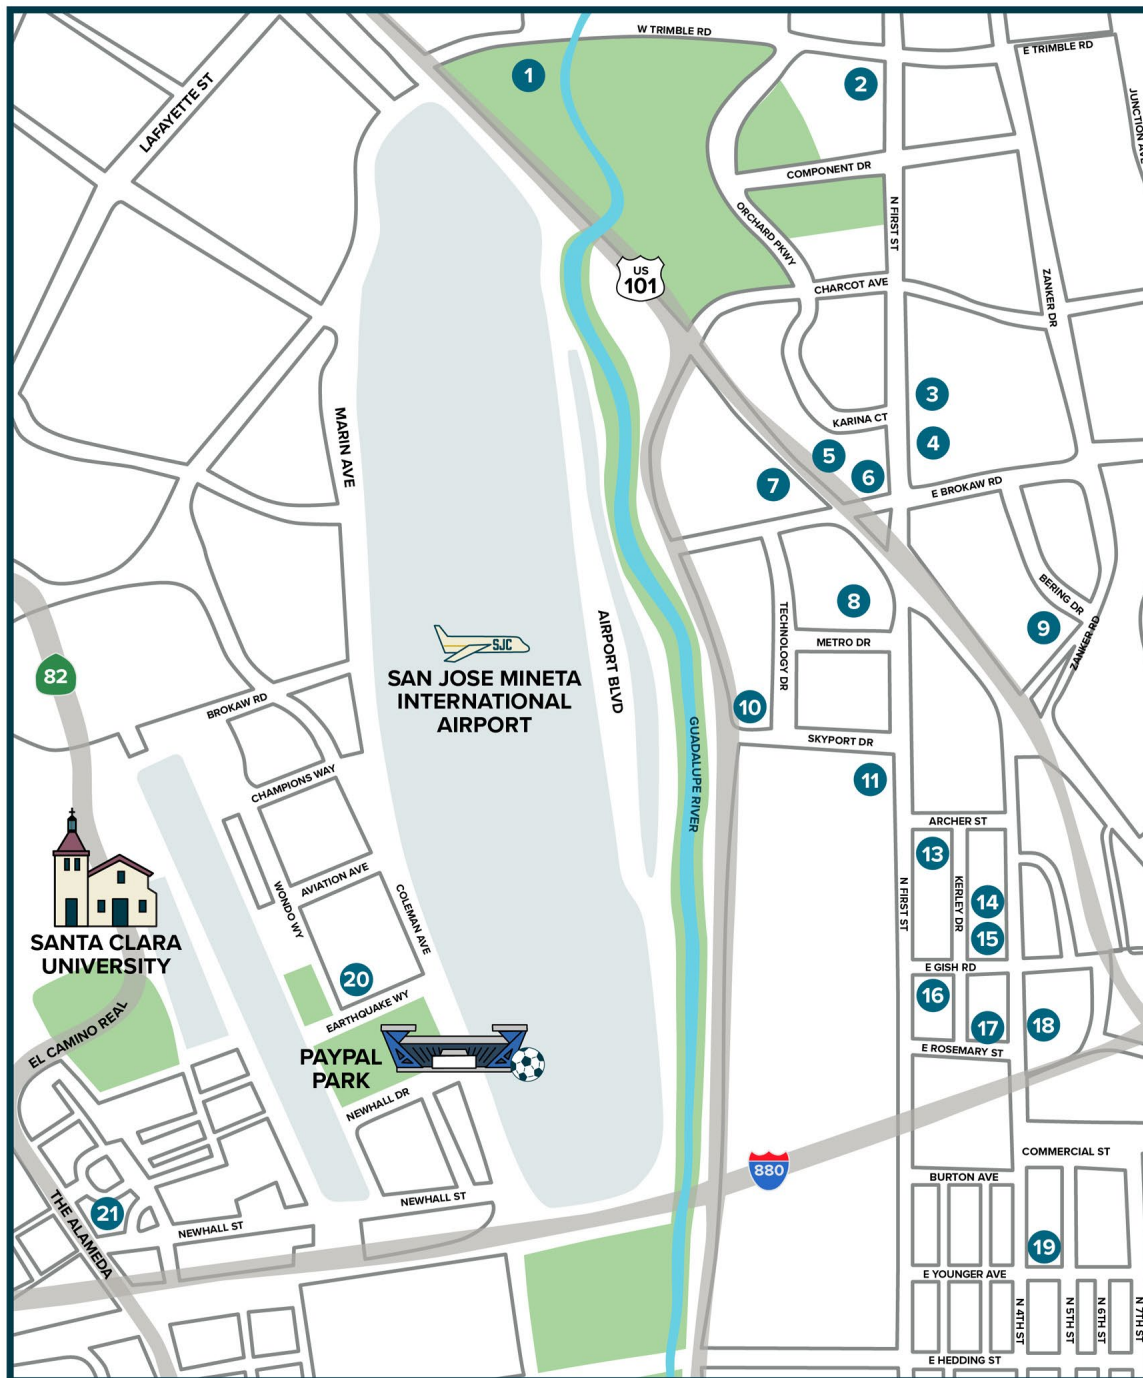 W TRIMBLE RD
E TRIMBLE RD
1
2
LAFAYETTE ST
JUNCTION AVE
COMPONENT DR
N FIRST ST
ORCHARD PKWY
US
101
CHARCOT AVE
ZANKER DR
3
MARIN AVE
KARINA CT
4
5
6
7
E BROKAW RD
BERING DR
8
TECHNOLOGY DR
9
AIRPORT BLVD
METRO DR
ZANKER RD
SJC
82
SAN JOSE MINETA
INTERNATIONAL
AIRPORT
BROKAW RD
10
GUADALUPE RIVER
SKYPORT DR
11
CHAMPIONS WAY
ARCHER ST
13
AVIATION AVE
WONDO WY
COLEMAN AVE
N FIRST ST
KERLEY DR
14
15
SANTA CLARA
UNIVERSITY
E GISH RD
20
16
EARTHQUAKE WY
EL CAMINO REAL
17
18
PAYPAL
PARK
E ROSEMARY ST
NEWHALL DR
COMMERCIAL ST
880
BURTON AVE
THE ALAMEDA
21
NEWHALL ST
NEWHALL ST
19
E YOUNGER AVE
N 4TH ST
N 5TH ST
N 6TH ST
N 7TH ST
E HEDDING ST